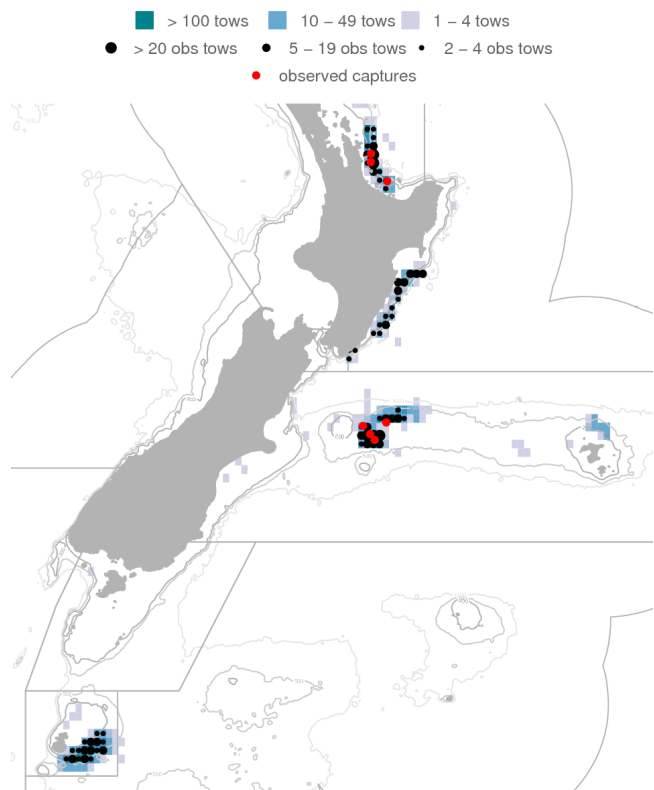 > 100 tows 10 − 49 tows 1 − 4 tows
> 20 obs tows 5 − 19 obs tows 2 − 4 obs tows
observed captures